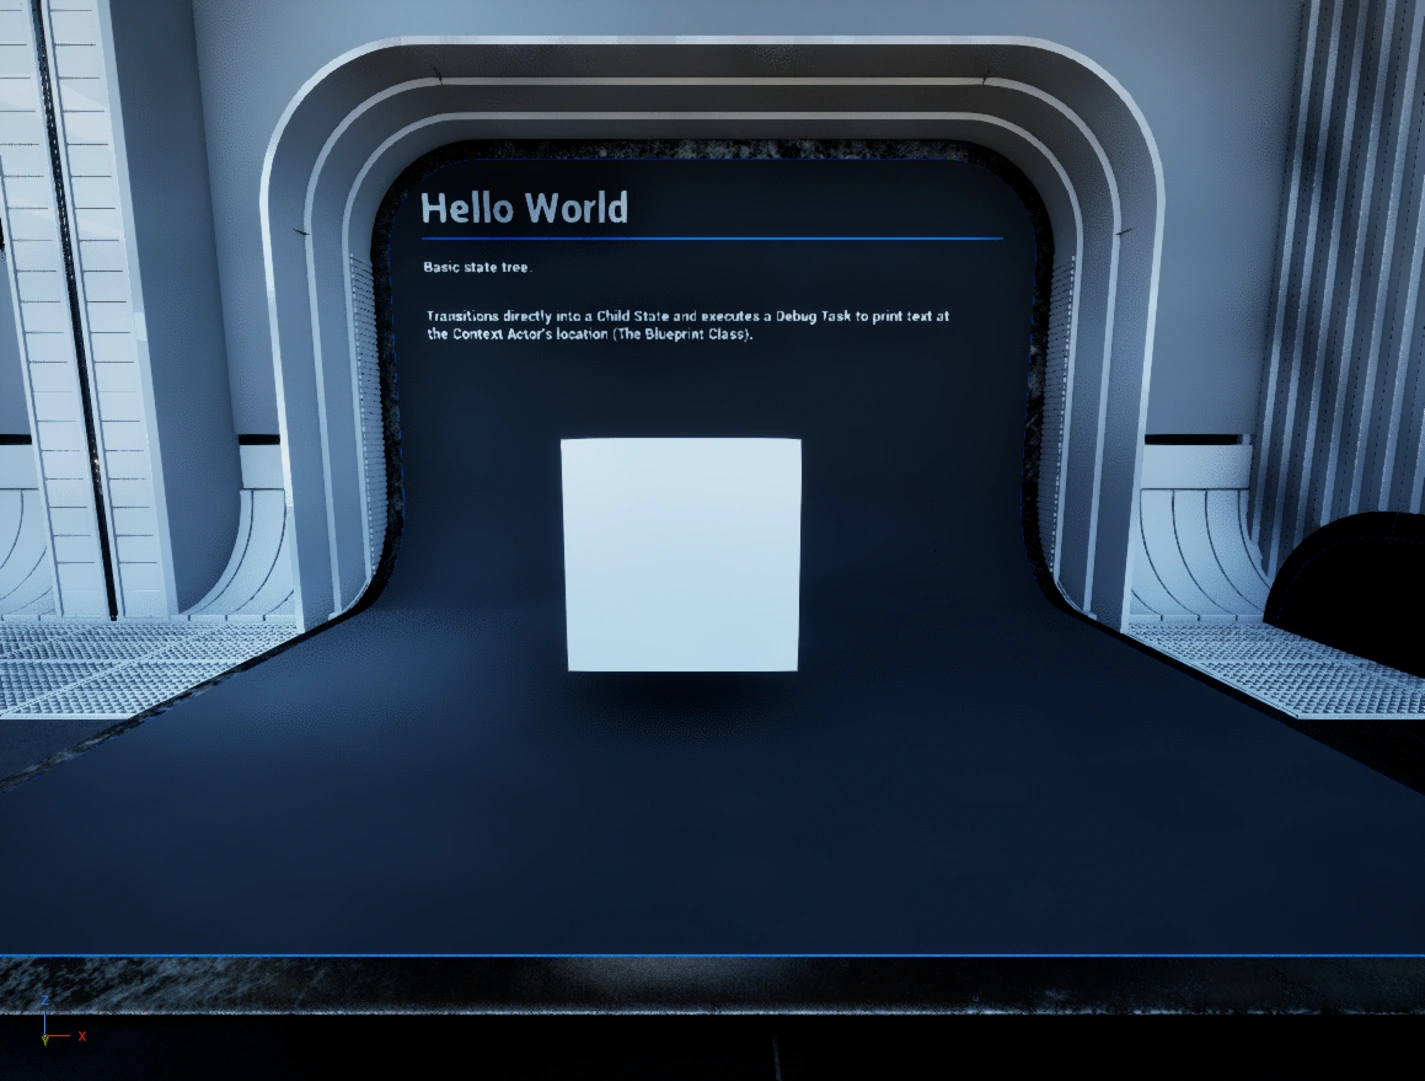 Hello World
Basic state tree.
Transitions directly into a Child State and executes a Debug Task to print text at
the Context Actor's location (The Blueprint Class).
Z
X
Y